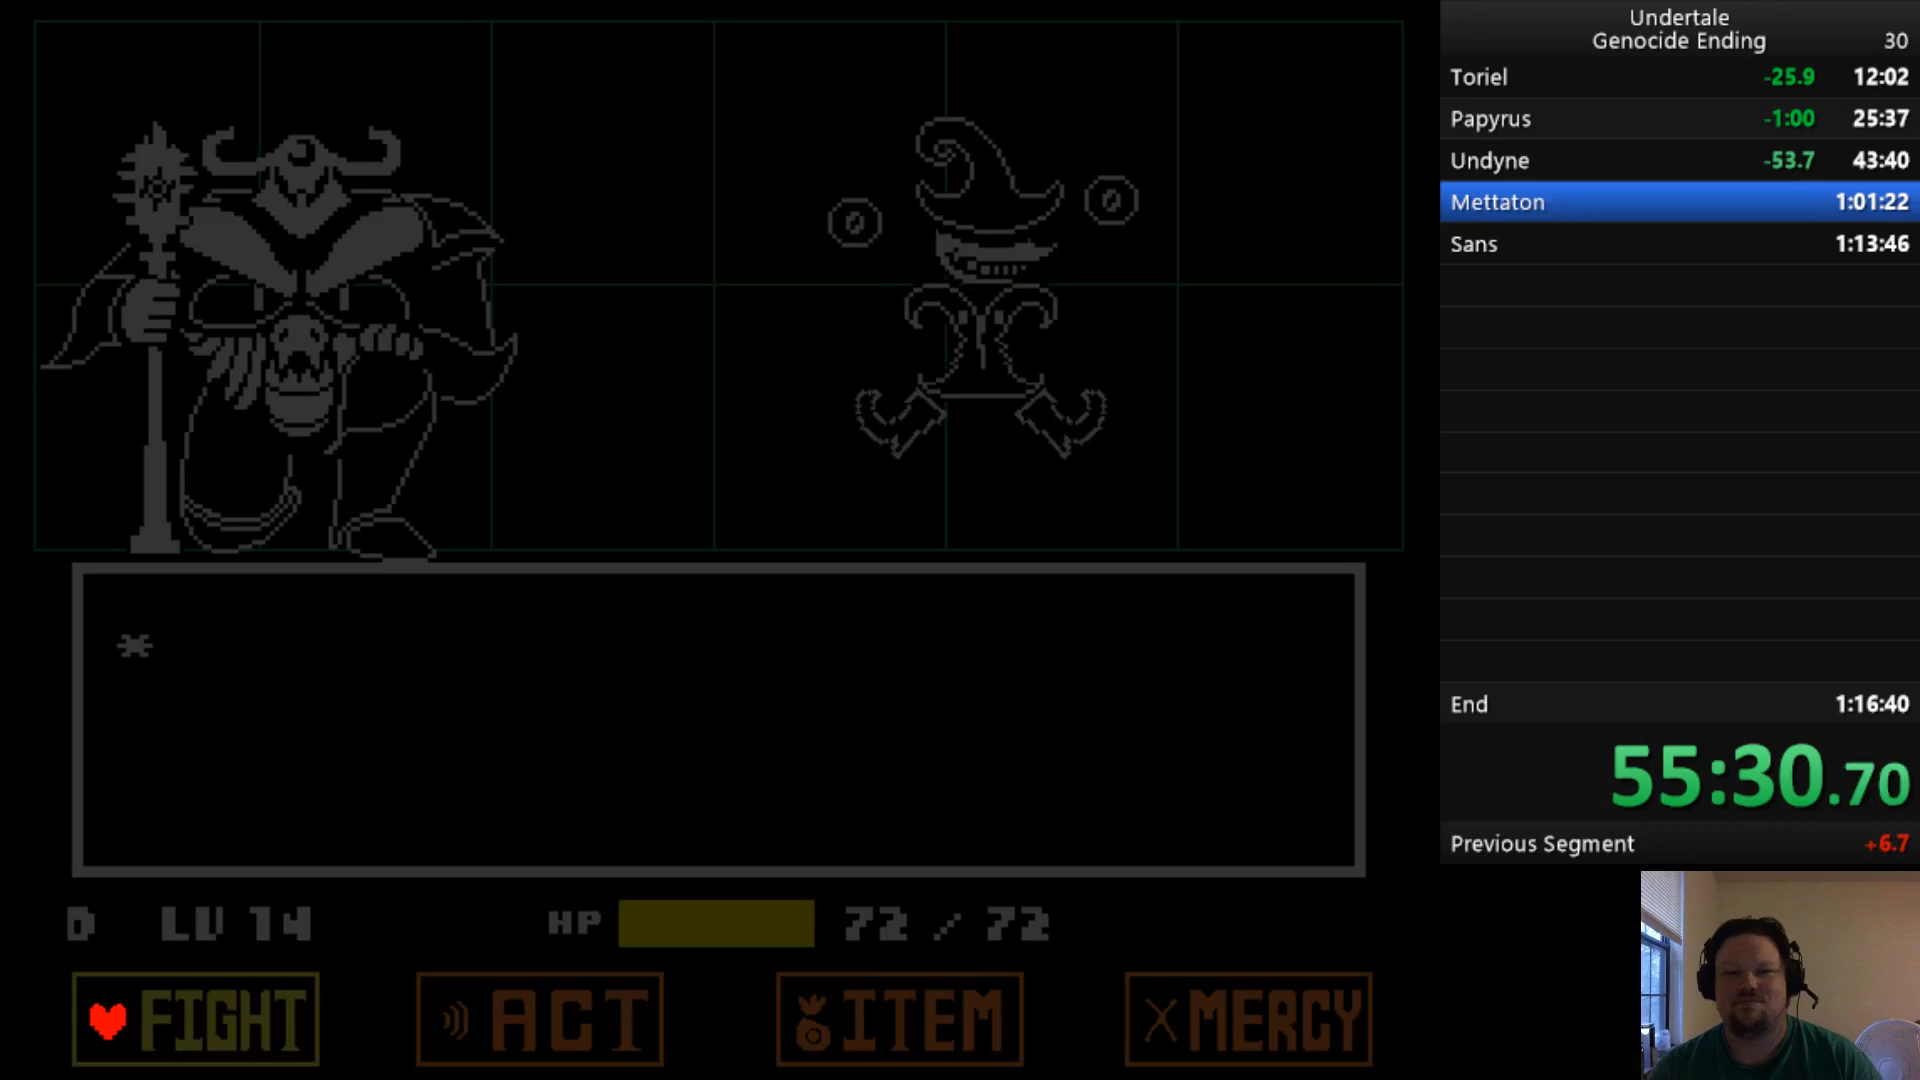 Undertale
Genocide Ending 30
Toriel -25.9 12:02
Papyrus -1:00 25:37
Undyne -53.7 43:40
Mettaton 1:01:22
Sans 1:13:46
End 1:16:40
55:30.70
Previous Segment +6.7
*
D LV 14 HP 72 / 72
FIGHT ACT ITEM MERCY